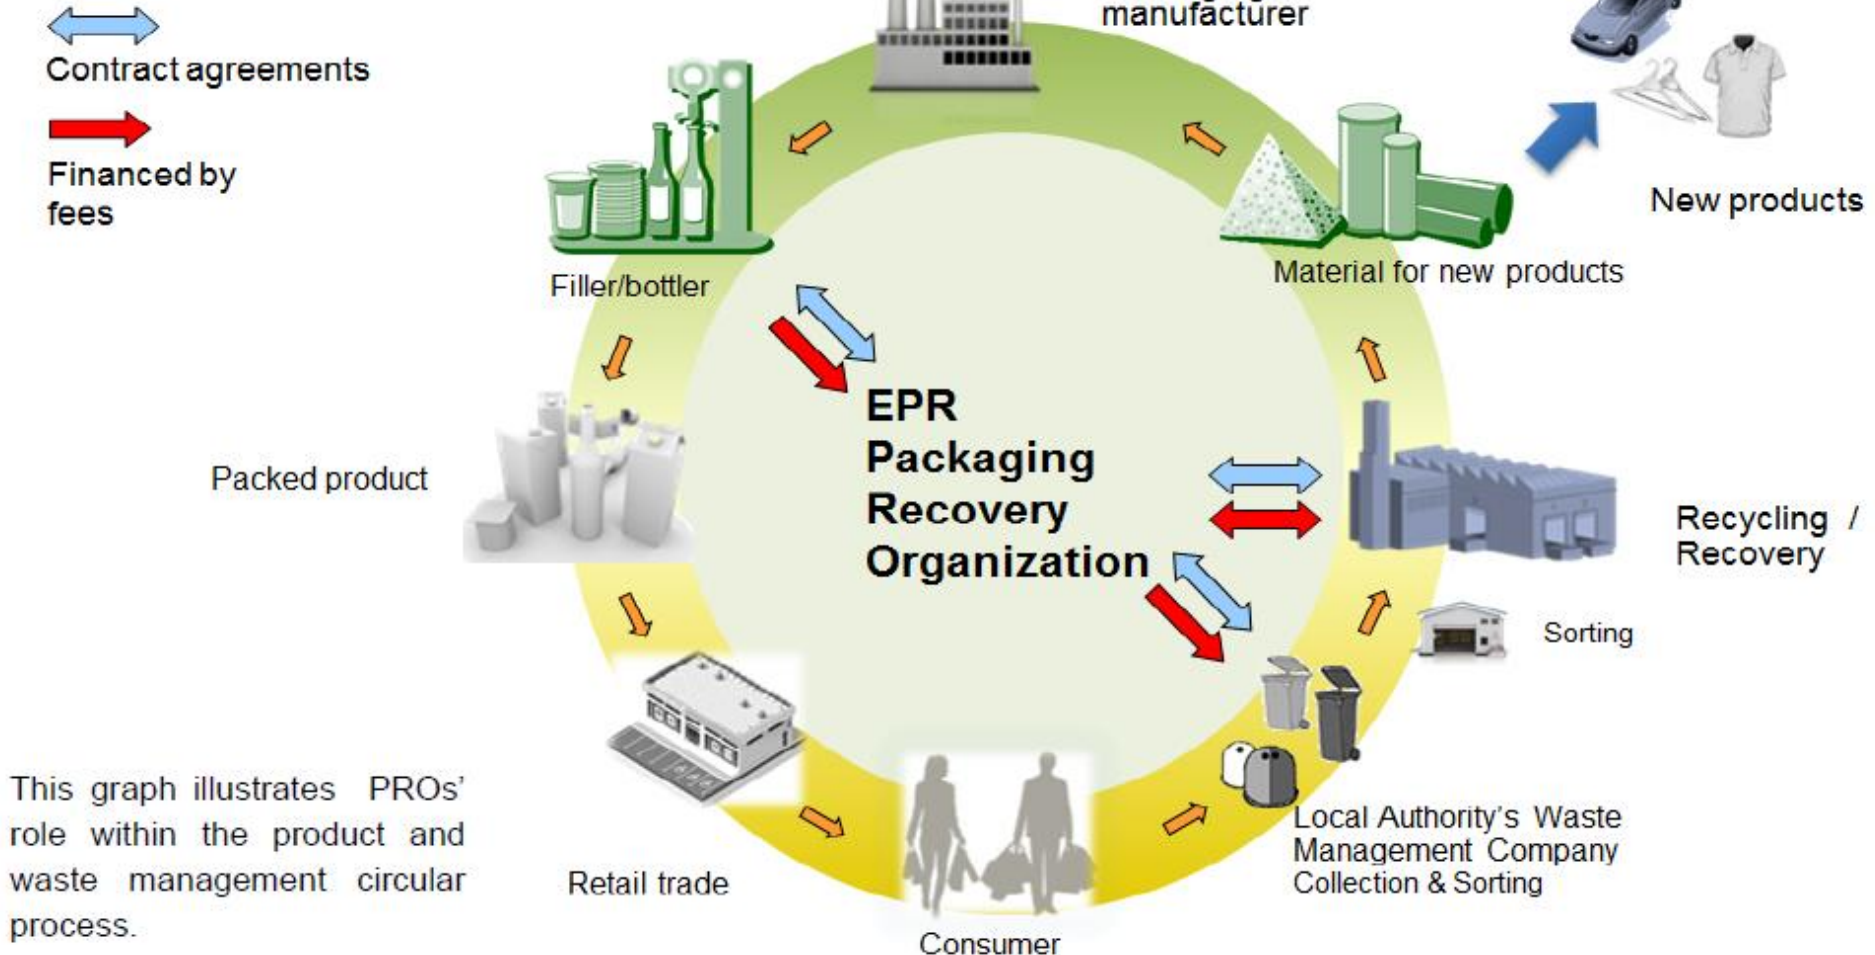 manufacturer
Contract agreements
Financed by
fees
New products
Material for new products
Filler/bottler
EPR
Packaging
Recovery
Organization
Packed product
Recycling /
Recovery
Sorting
This graph illustrates PROs'
role within the product and
waste management circular
process.
Local Authority's Waste
Management Company
Collection & Sorting
Retail trade
Consumer